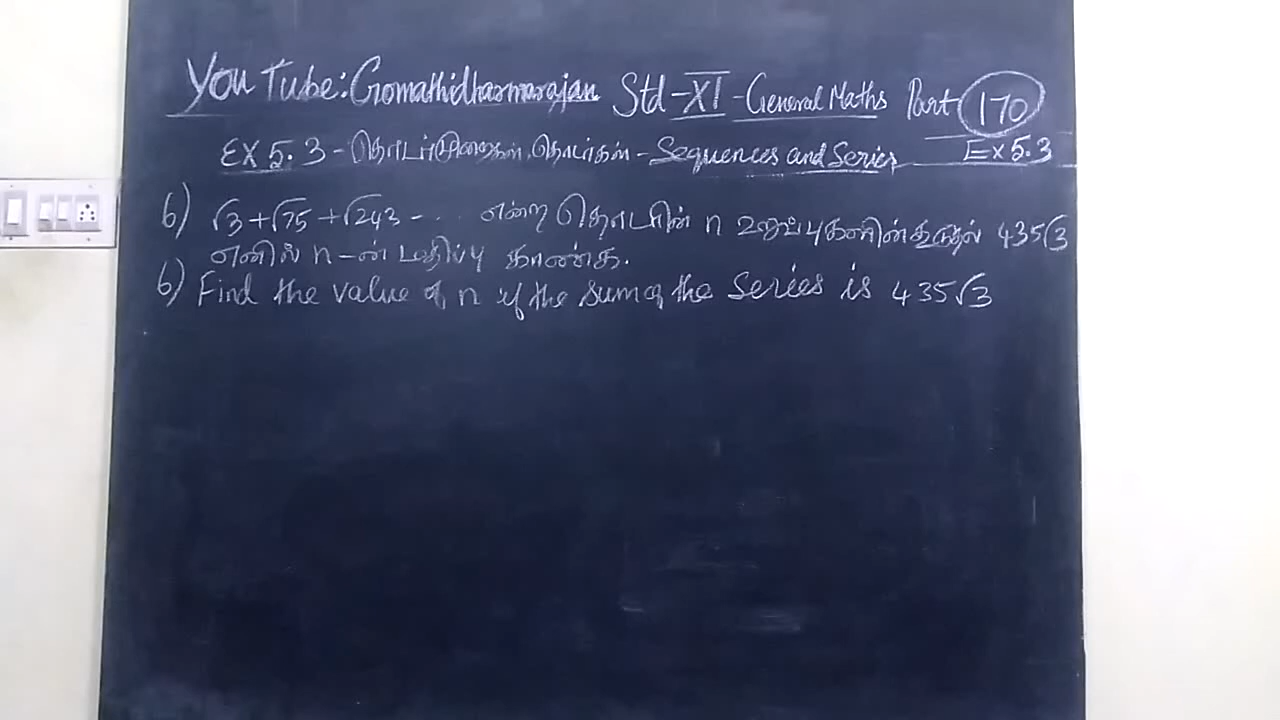 You Tube: Gomathidharmarajan Std-XI-General Maths Part 170
Ex 5.3 - தொடர்முறைகள், தொடர்கள் - Sequences and Series Ex 5.3
6) √3+√75+√243-... என்ற தொடரின் n உறுப்புகளின் கூடுதல் 435√3
எனில் n-ன் மதிப்பு காண்க.
6) Find the value of n if the sum of the series is 435√3